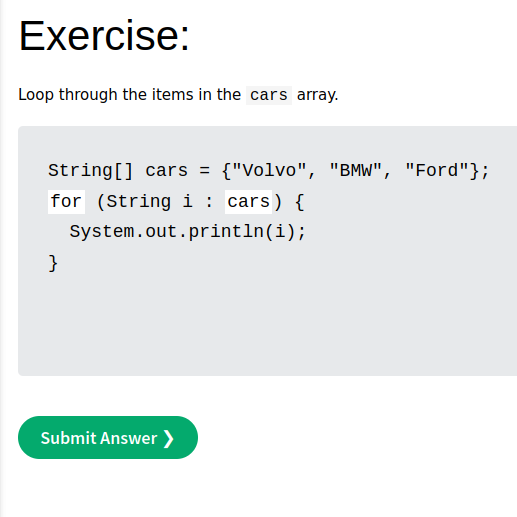 Exercise:
Loop through the items in the cars array.
String[] cars = {"Volvo", "BMW", "Ford"};
for (String i : cars) {
  System.out.println(i);
}
Submit Answer ❯